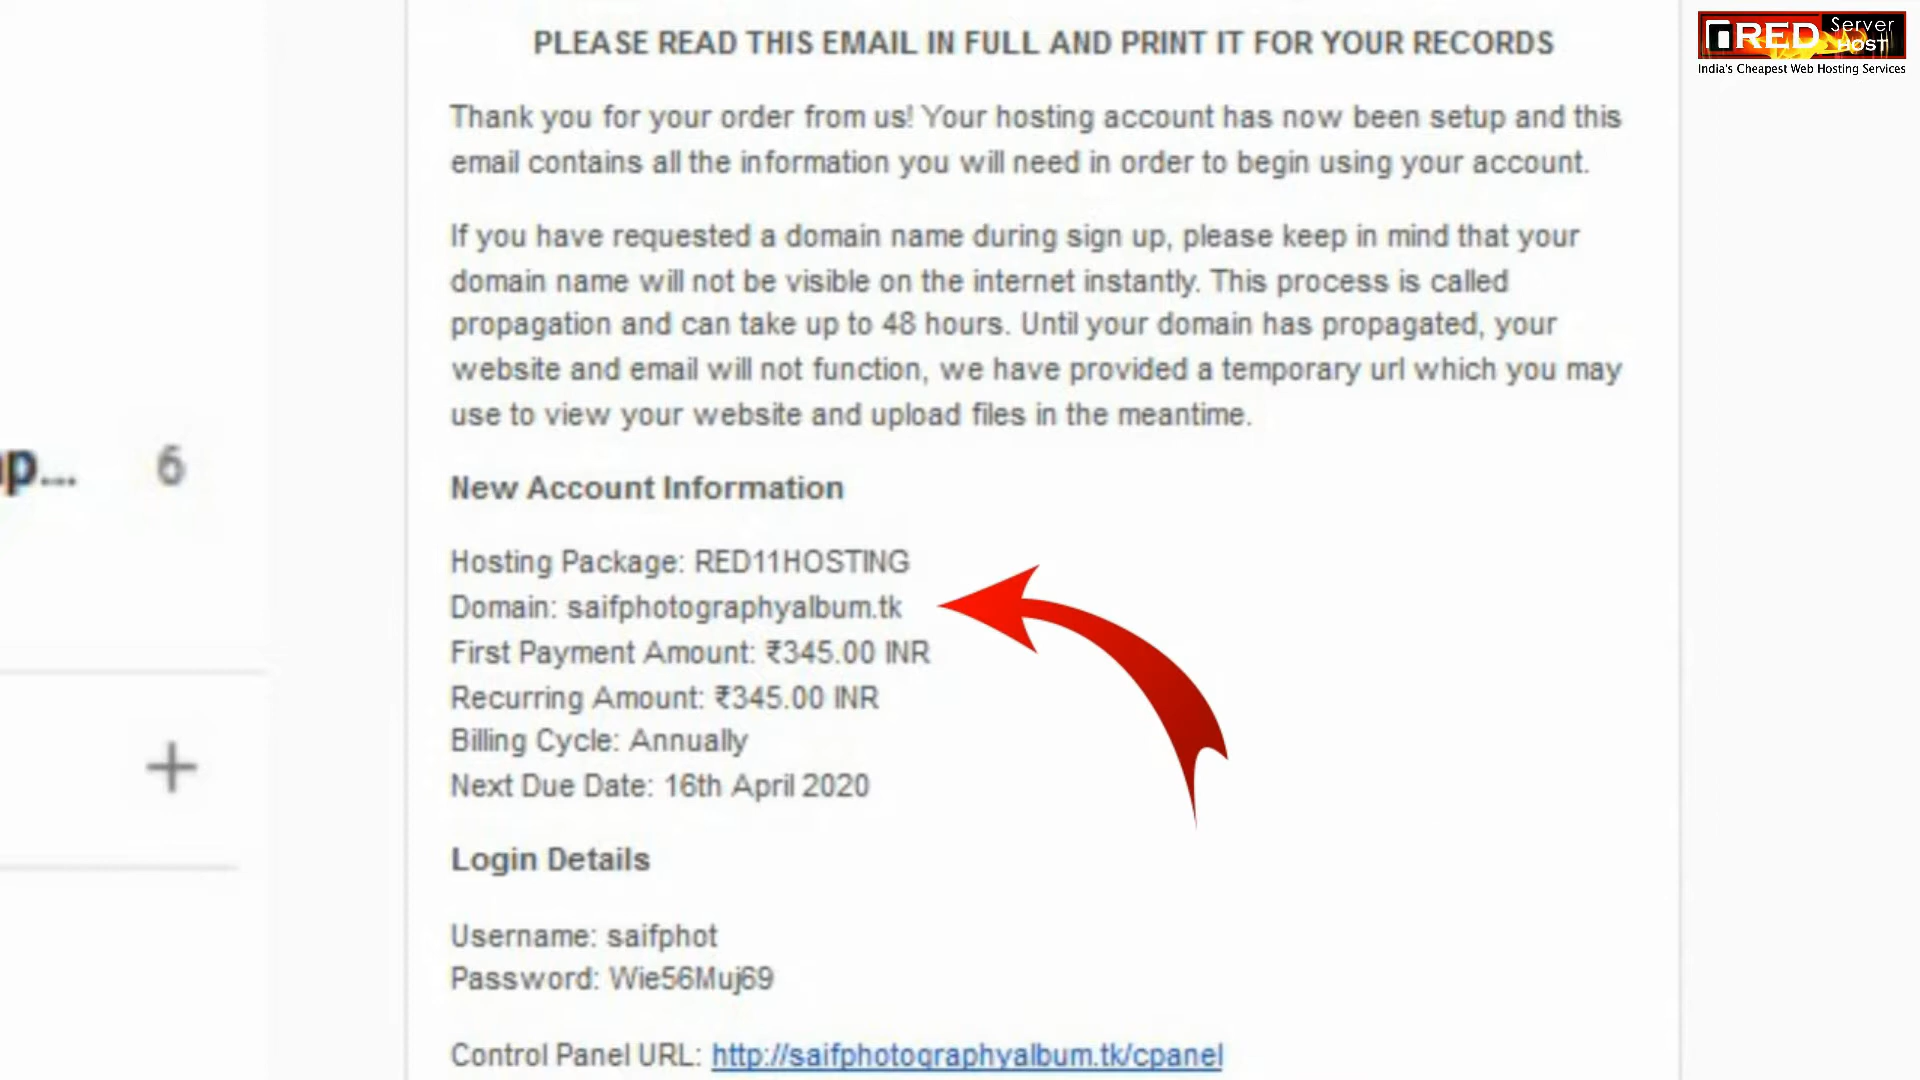 RED Server
HOST
India's Cheapest Web Hosting Services
PLEASE READ THIS EMAIL IN FULL AND PRINT IT FOR YOUR RECORDS
Thank you for your order from us! Your hosting account has now been setup and this
email contains all the information you will need in order to begin using your account.
If you have requested a domain name during sign up, please keep in mind that your
domain name will not be visible on the internet instantly. This process is called
propagation and can take up to 48 hours. Until your domain has propagated, your
website and email will not function, we have provided a temporary url which you may
use to view your website and upload files in the meantime.
p... 6
New Account Information
Hosting Package: RED11HOSTING
Domain: saifphotographyalbum.tk
First Payment Amount: ₹345.00 INR
Recurring Amount: ₹345.00 INR
Billing Cycle: Annually
Next Due Date: 16th April 2020
Login Details
Username: saifphot
Password: Wie56Muj69
Control Panel URL: http://saifphotographyalbum.tk/cpanel